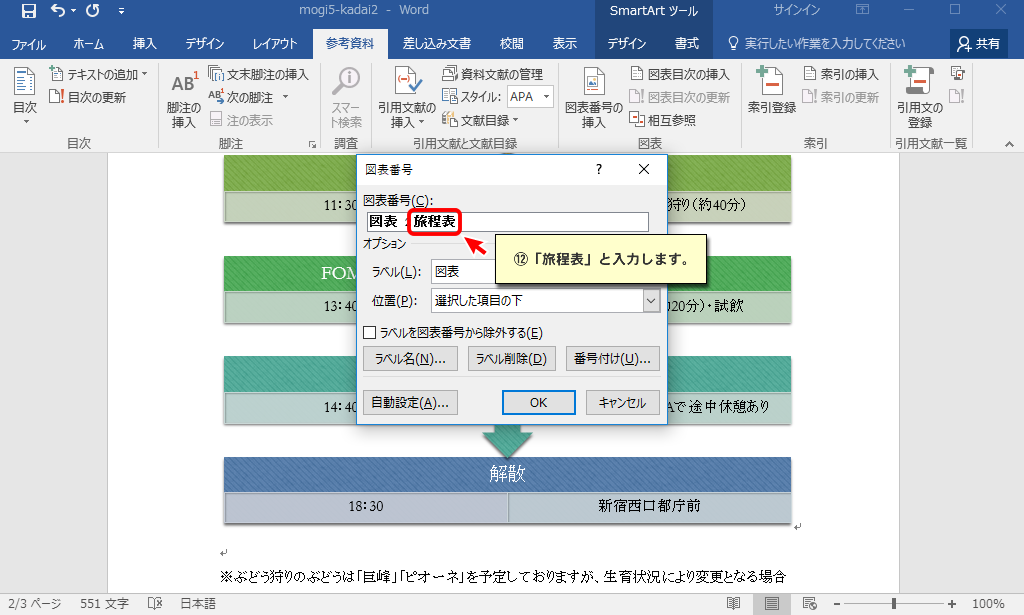 mogi5-kadai2 - Word
SmartArt ツール
サインイン
ファイル ホーム 挿入 デザイン レイアウト 参考資料 差し込み文書 校閲 表示 デザイン 書式 実行したい作業を入力してください 共有
目次
テキストの追加
目次の更新
目次
AB1
脚注の
挿入
文末脚注の挿入
次の脚注
注の表示
脚注
スマー
ト検索
調査
引用文献の
挿入
資料文献の管理
スタイル: APA
文献目録
引用文献と文献目録
図表番号の
挿入
図表目次の挿入
図表目次の更新
相互参照
図表
索引登録
索引の挿入
索引の更新
索引
引用文の
登録
引用文献一覧
図表番号 ?
図表番号(C):
図表 旅程表
⑫「旅程表」と入力します。
オプション
ラベル(L): 図表
位置(P): 選択した項目の下
ラベルを図表番号から除外する(E)
ラベル名(N)... ラベル削除(D) 番号付け(U)...
自動設定(A)... OK キャンセル
11:30
狩り(約40分)
FOM
13:40
20分)・試飲
14:40
Aで途中休憩あり
解散
18:30 新宿西口都庁前
※ぶどう狩りのぶどうは「巨峰」「ピオーネ」を予定しておりますが、生育状況により変更となる場合
2/3 ページ 551 文字 日本語 100%